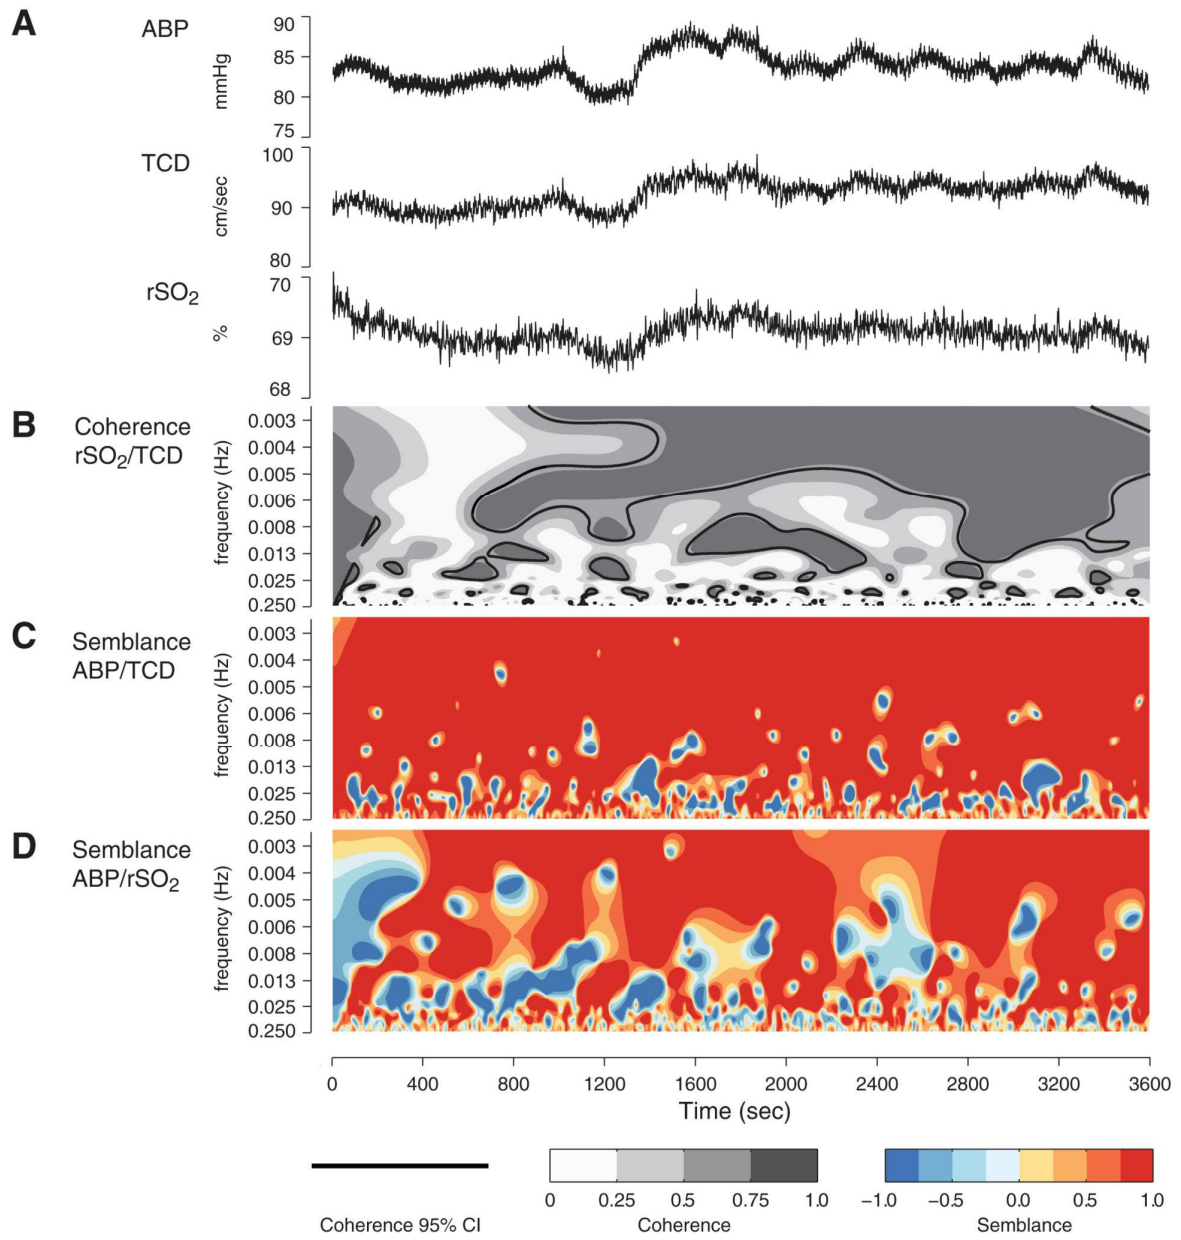 A
ABP
mmHg
90
85
80
75
TCD
cm/sec
100
90
80
rSO2
%
70
69
68
B
Coherence
rSO2/TCD
frequency (Hz)
0.003
0.004
0.005
0.006
0.008
0.013
0.025
0.250
C
Semblance
ABP/TCD
frequency (Hz)
0.003
0.004
0.005
0.006
0.008
0.013
0.025
0.250
D
Semblance
ABP/rSO2
frequency (Hz)
0.003
0.004
0.005
0.006
0.008
0.013
0.025
0.250
0 400 800 1200 1600 2000 2400 2800 3200 3600
Time (sec)
Coherence 95% CI
0 0.25 0.5 0.75 1.0
Coherence
−1.0 −0.5 0.0 0.5 1.0
Semblance